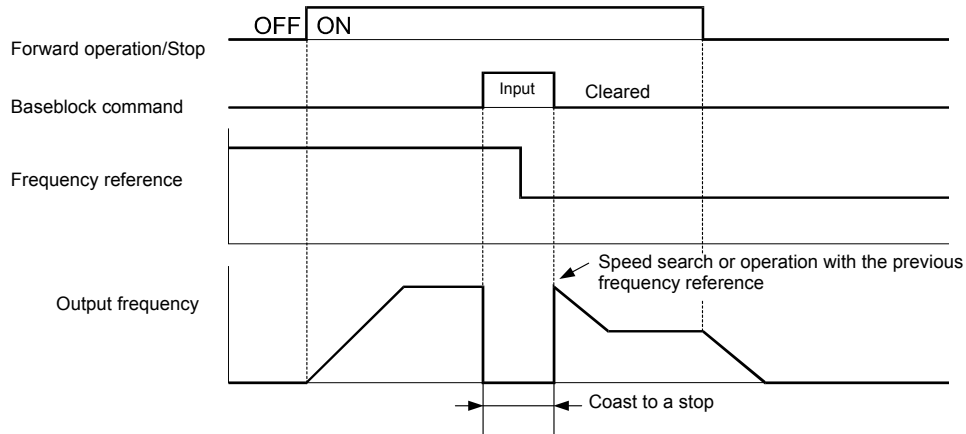 OFF ON
Forward operation/Stop
Input
Cleared
Baseblock command
Frequency reference
Speed search or operation with the previous
frequency reference
Output frequency
Coast to a stop